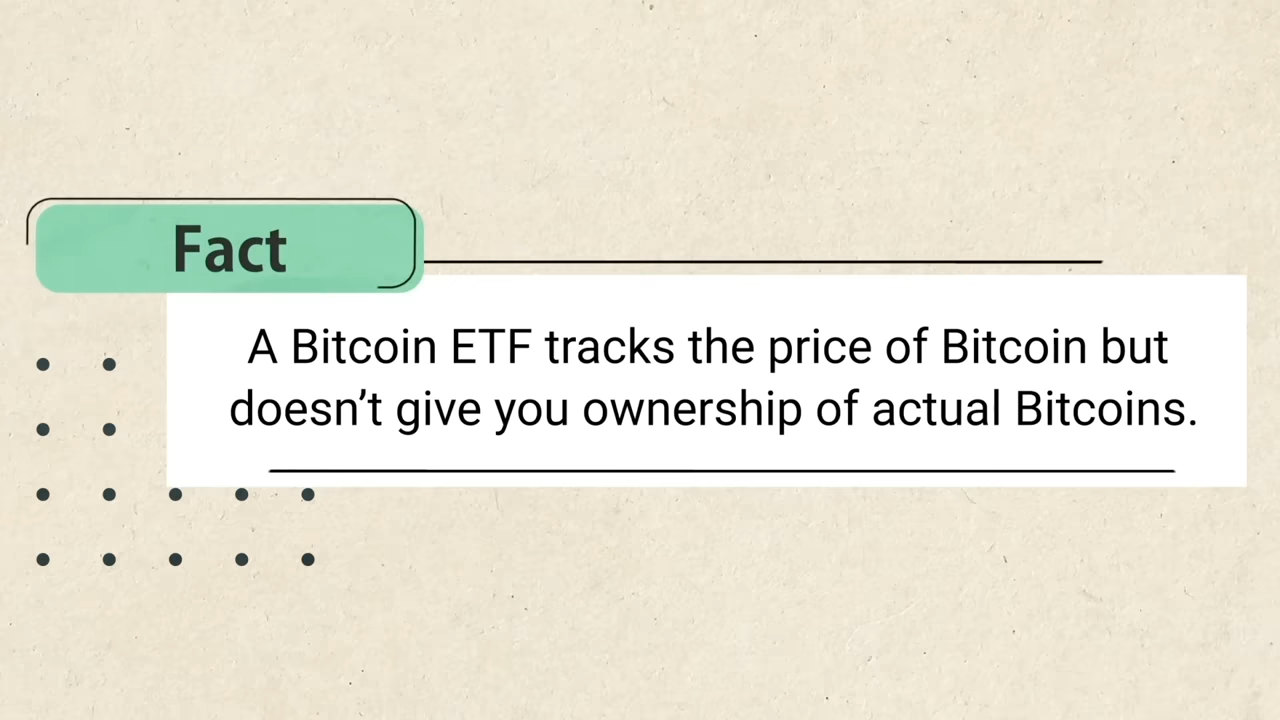 Fact
A Bitcoin ETF tracks the price of Bitcoin but
doesn’t give you ownership of actual Bitcoins.